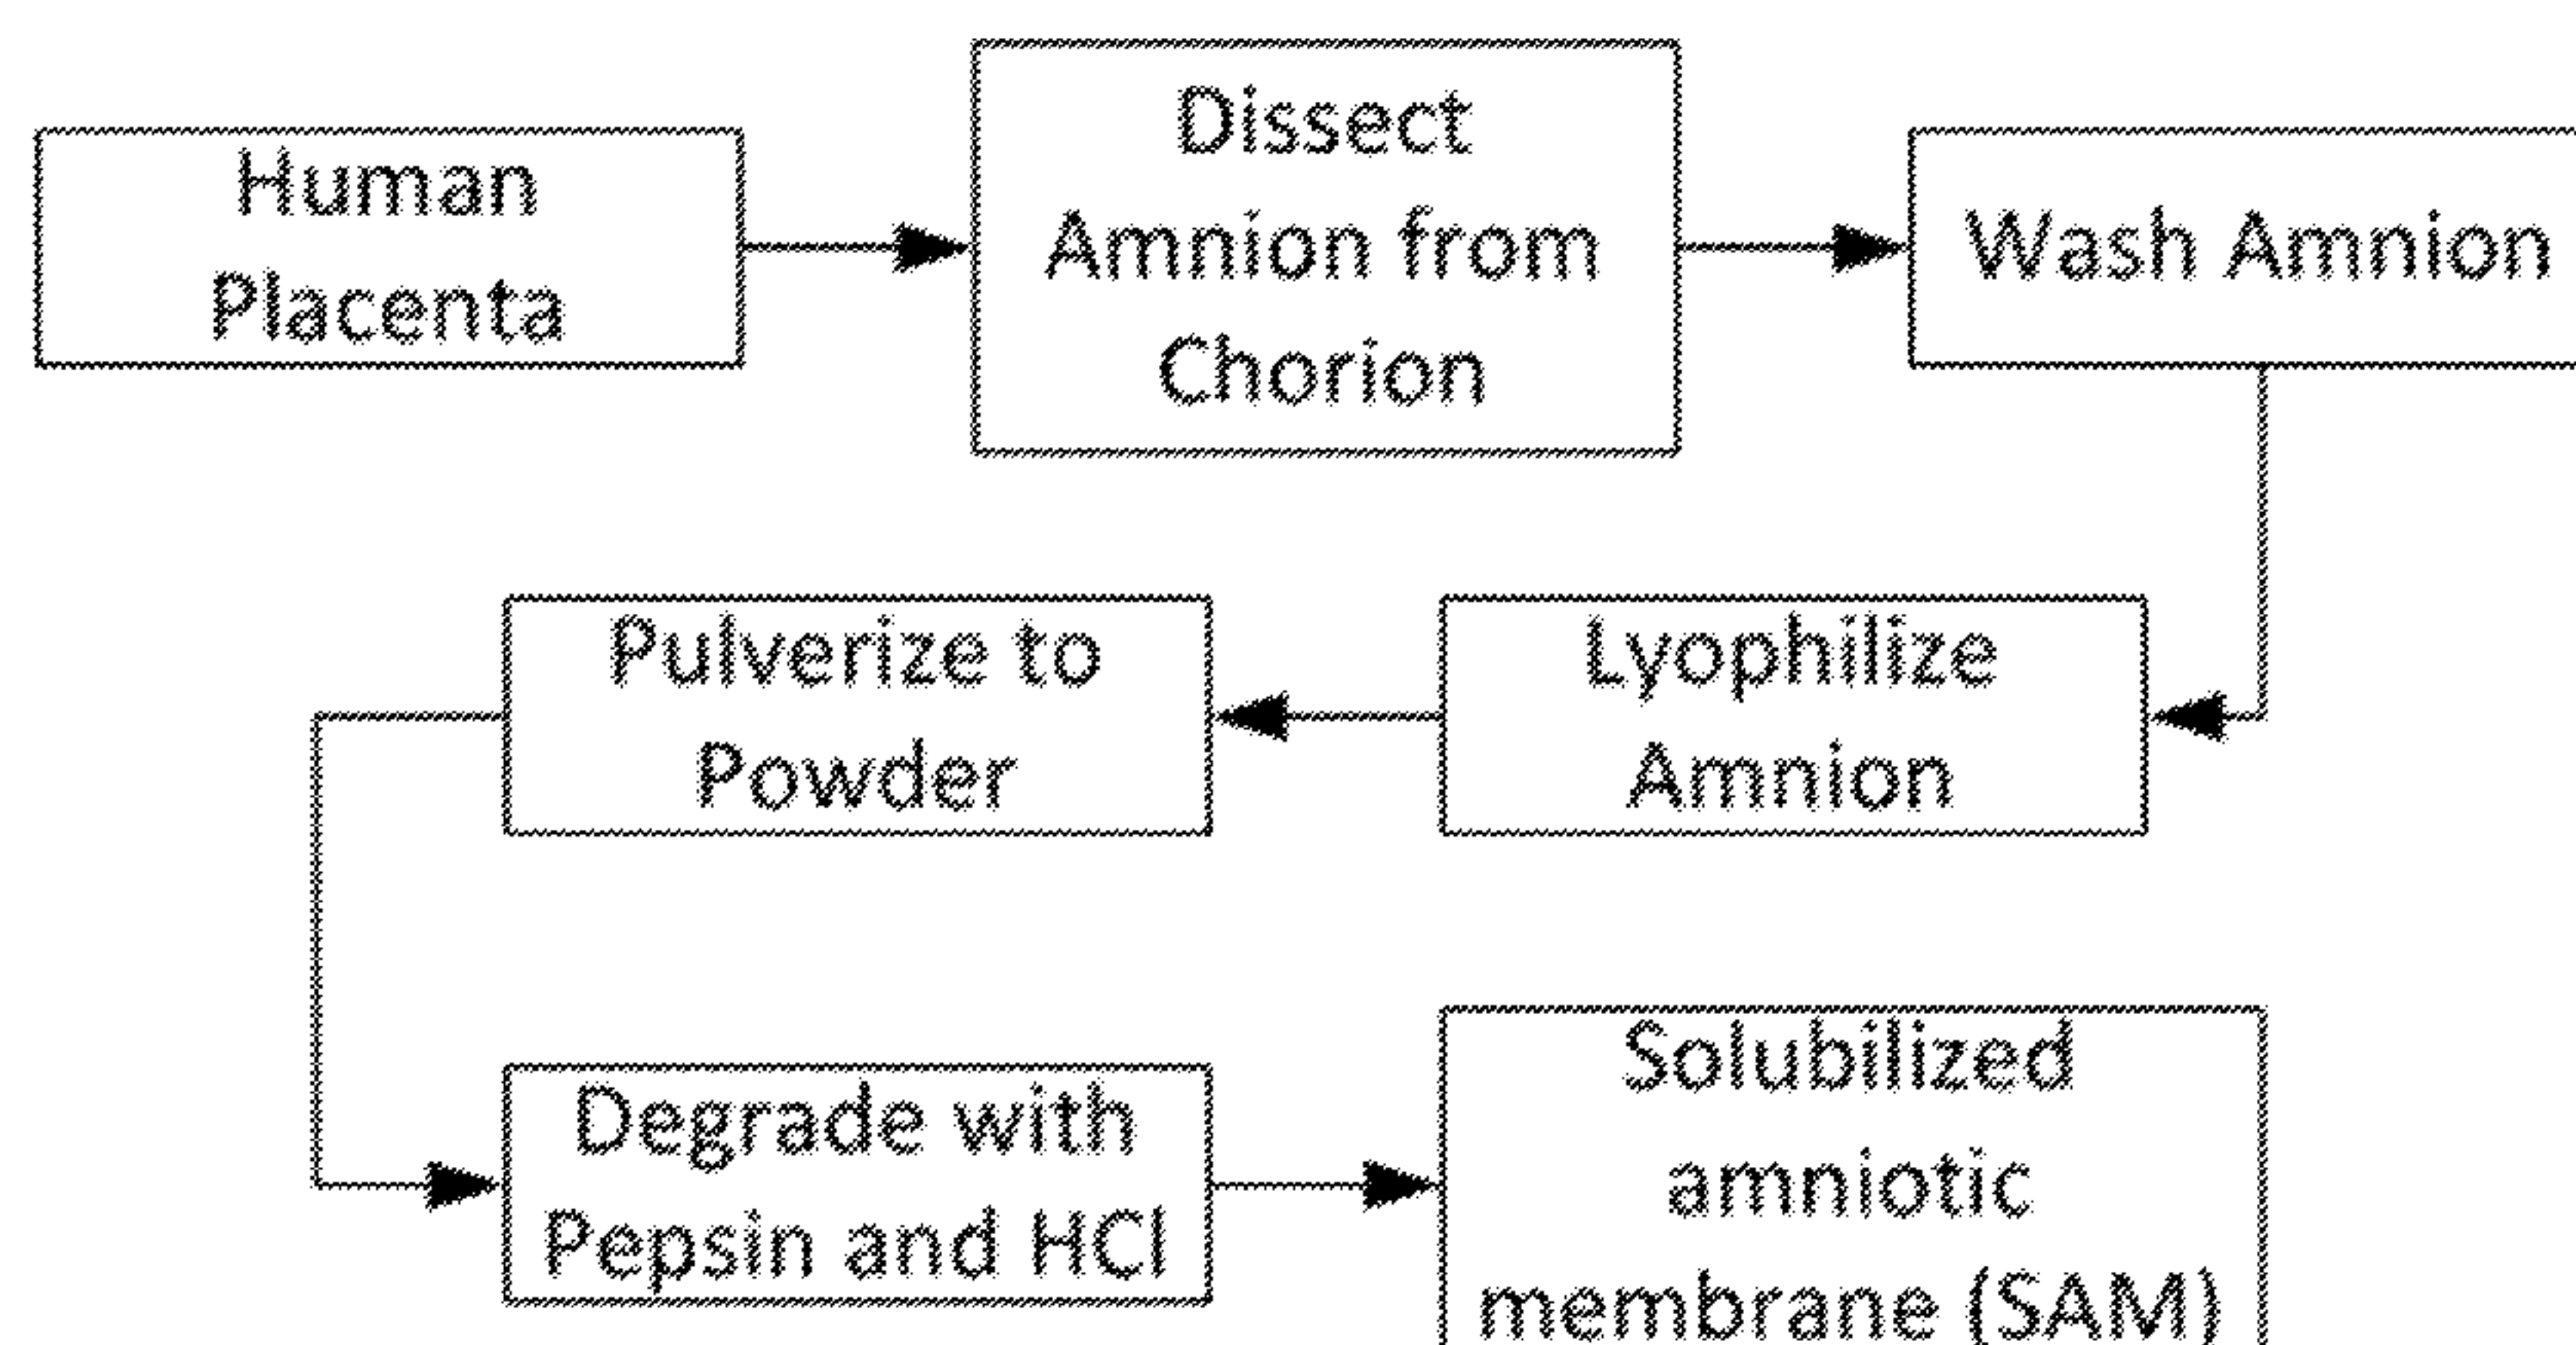 Human
Placenta
Dissect
Amnion from
Chorion
Wash Amnion
Lyophilize
Amnion
Pulverize to
Powder
Degrade with
Pepsin and HCl
Solubilized
amniotic
membrane (SAM)